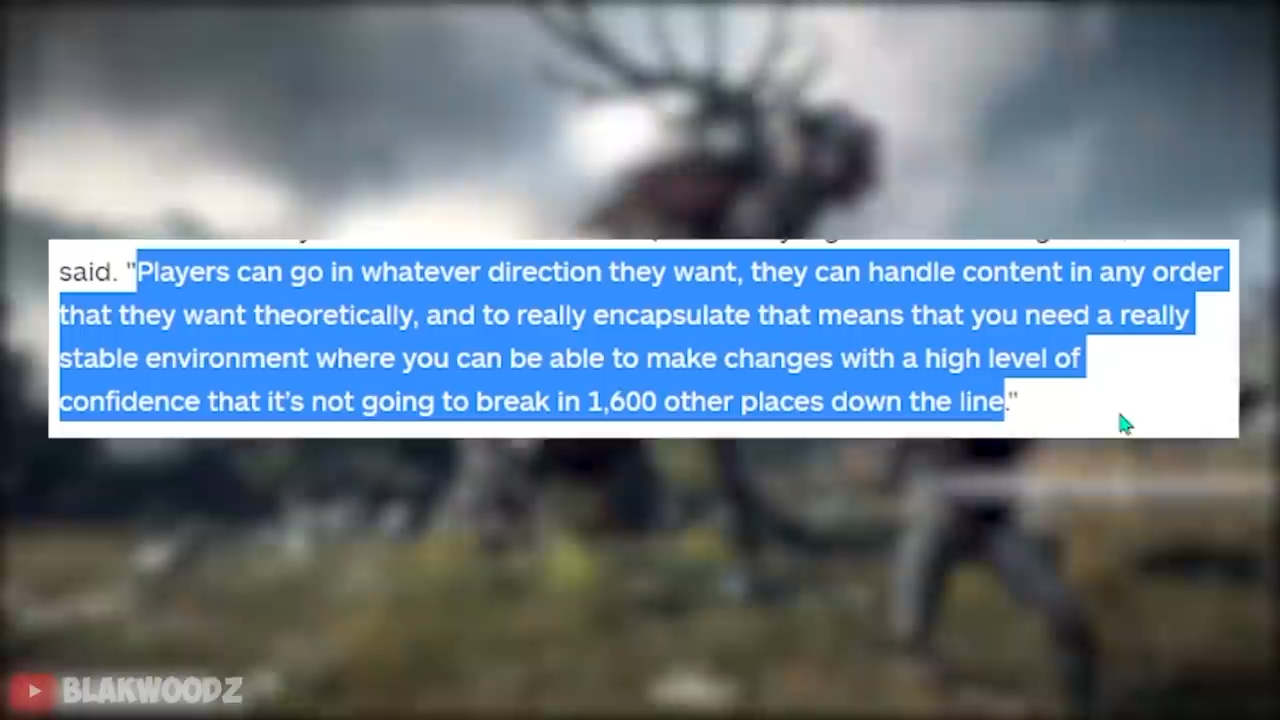 said. "Players can go in whatever direction they want, they can handle content in any order
that they want theoretically, and to really encapsulate that means that you need a really
stable environment where you can be able to make changes with a high level of
confidence that it’s not going to break in 1,600 other places down the line."
BLAKWOODZ